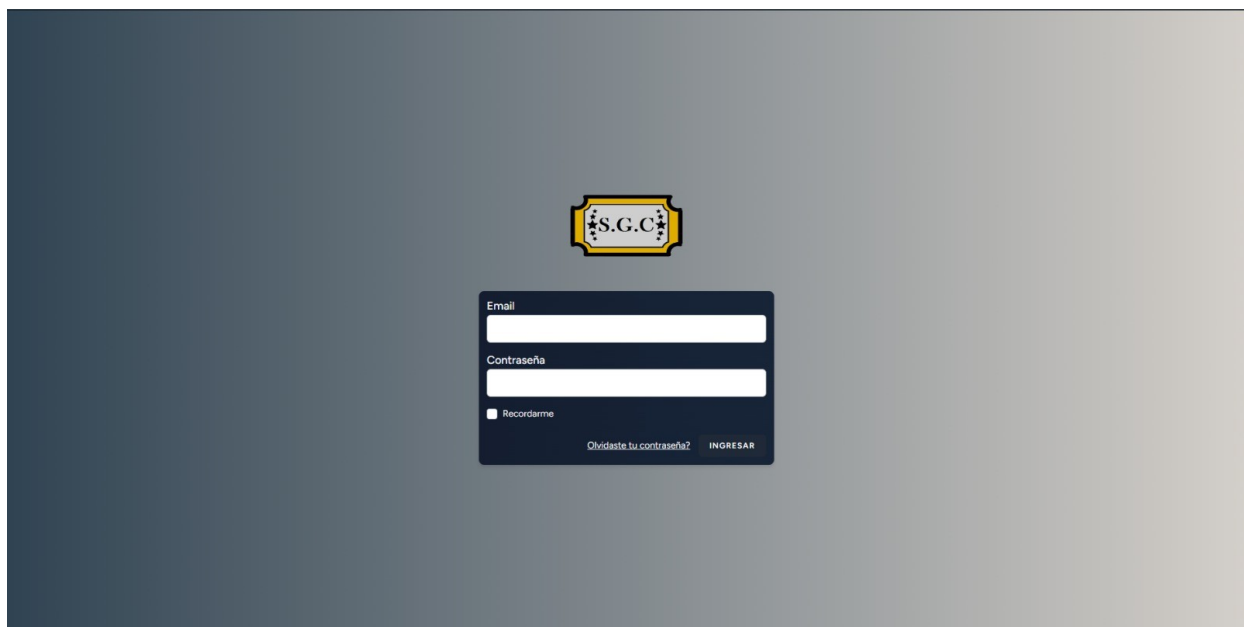 S.G.C
Email
Contraseña
Recordarme
Olvidaste tu contraseña? INGRESAR